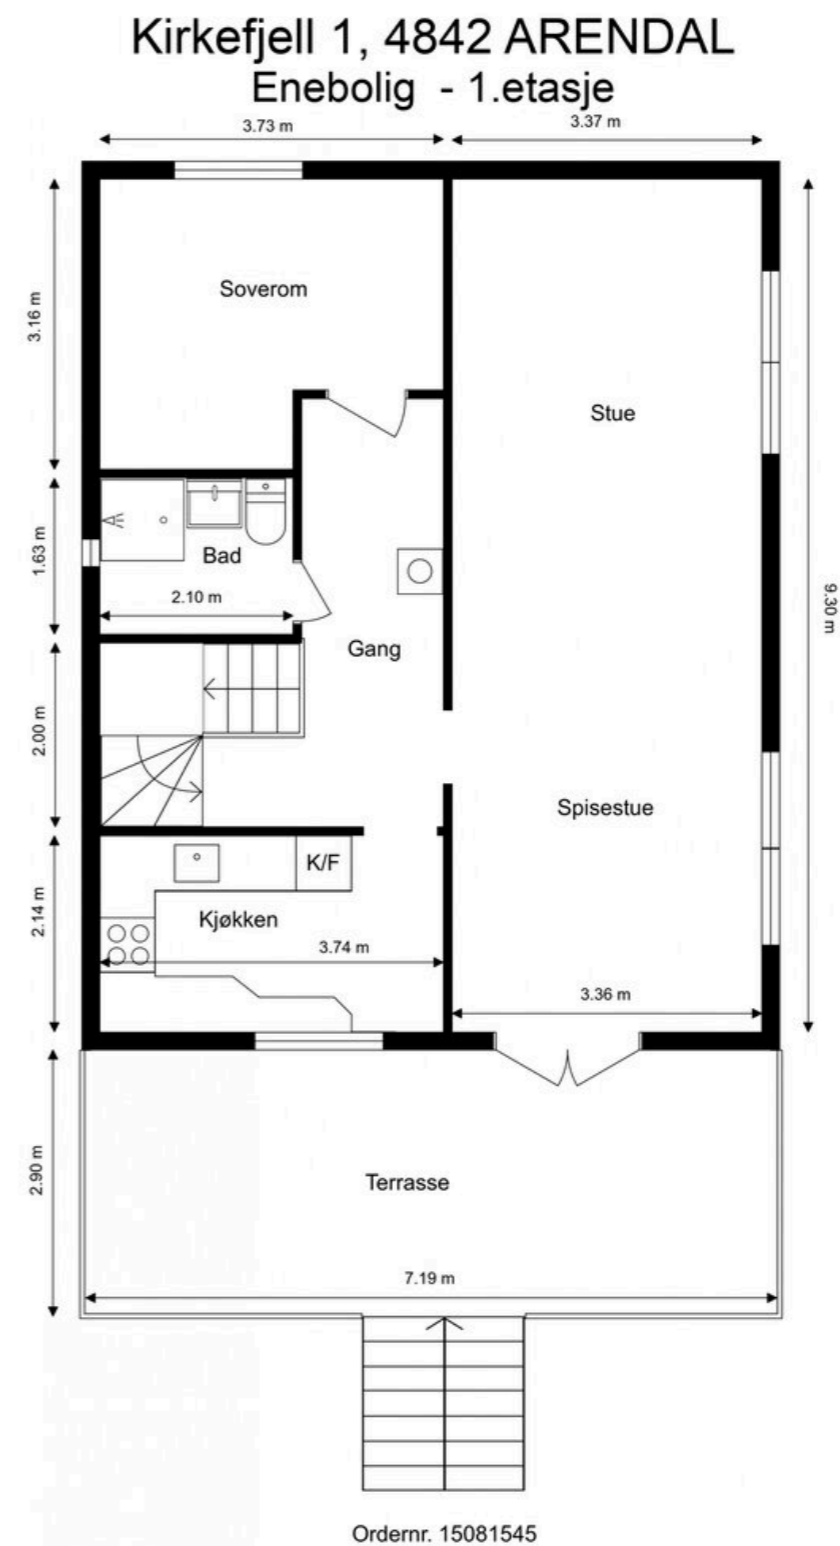 Kirkefjell 1, 4842 ARENDAL
Enebolig - 1.etasje
3.73 m
3.37 m
3.16 m
Soverom
Stue
1.63 m
Bad
2.10 m
9.30 m
Gang
2.00 m
Spisestue
K/F
2.14 m
Kjøkken
3.74 m
3.36 m
2.90 m
Terrasse
7.19 m
Ordernr. 15081545